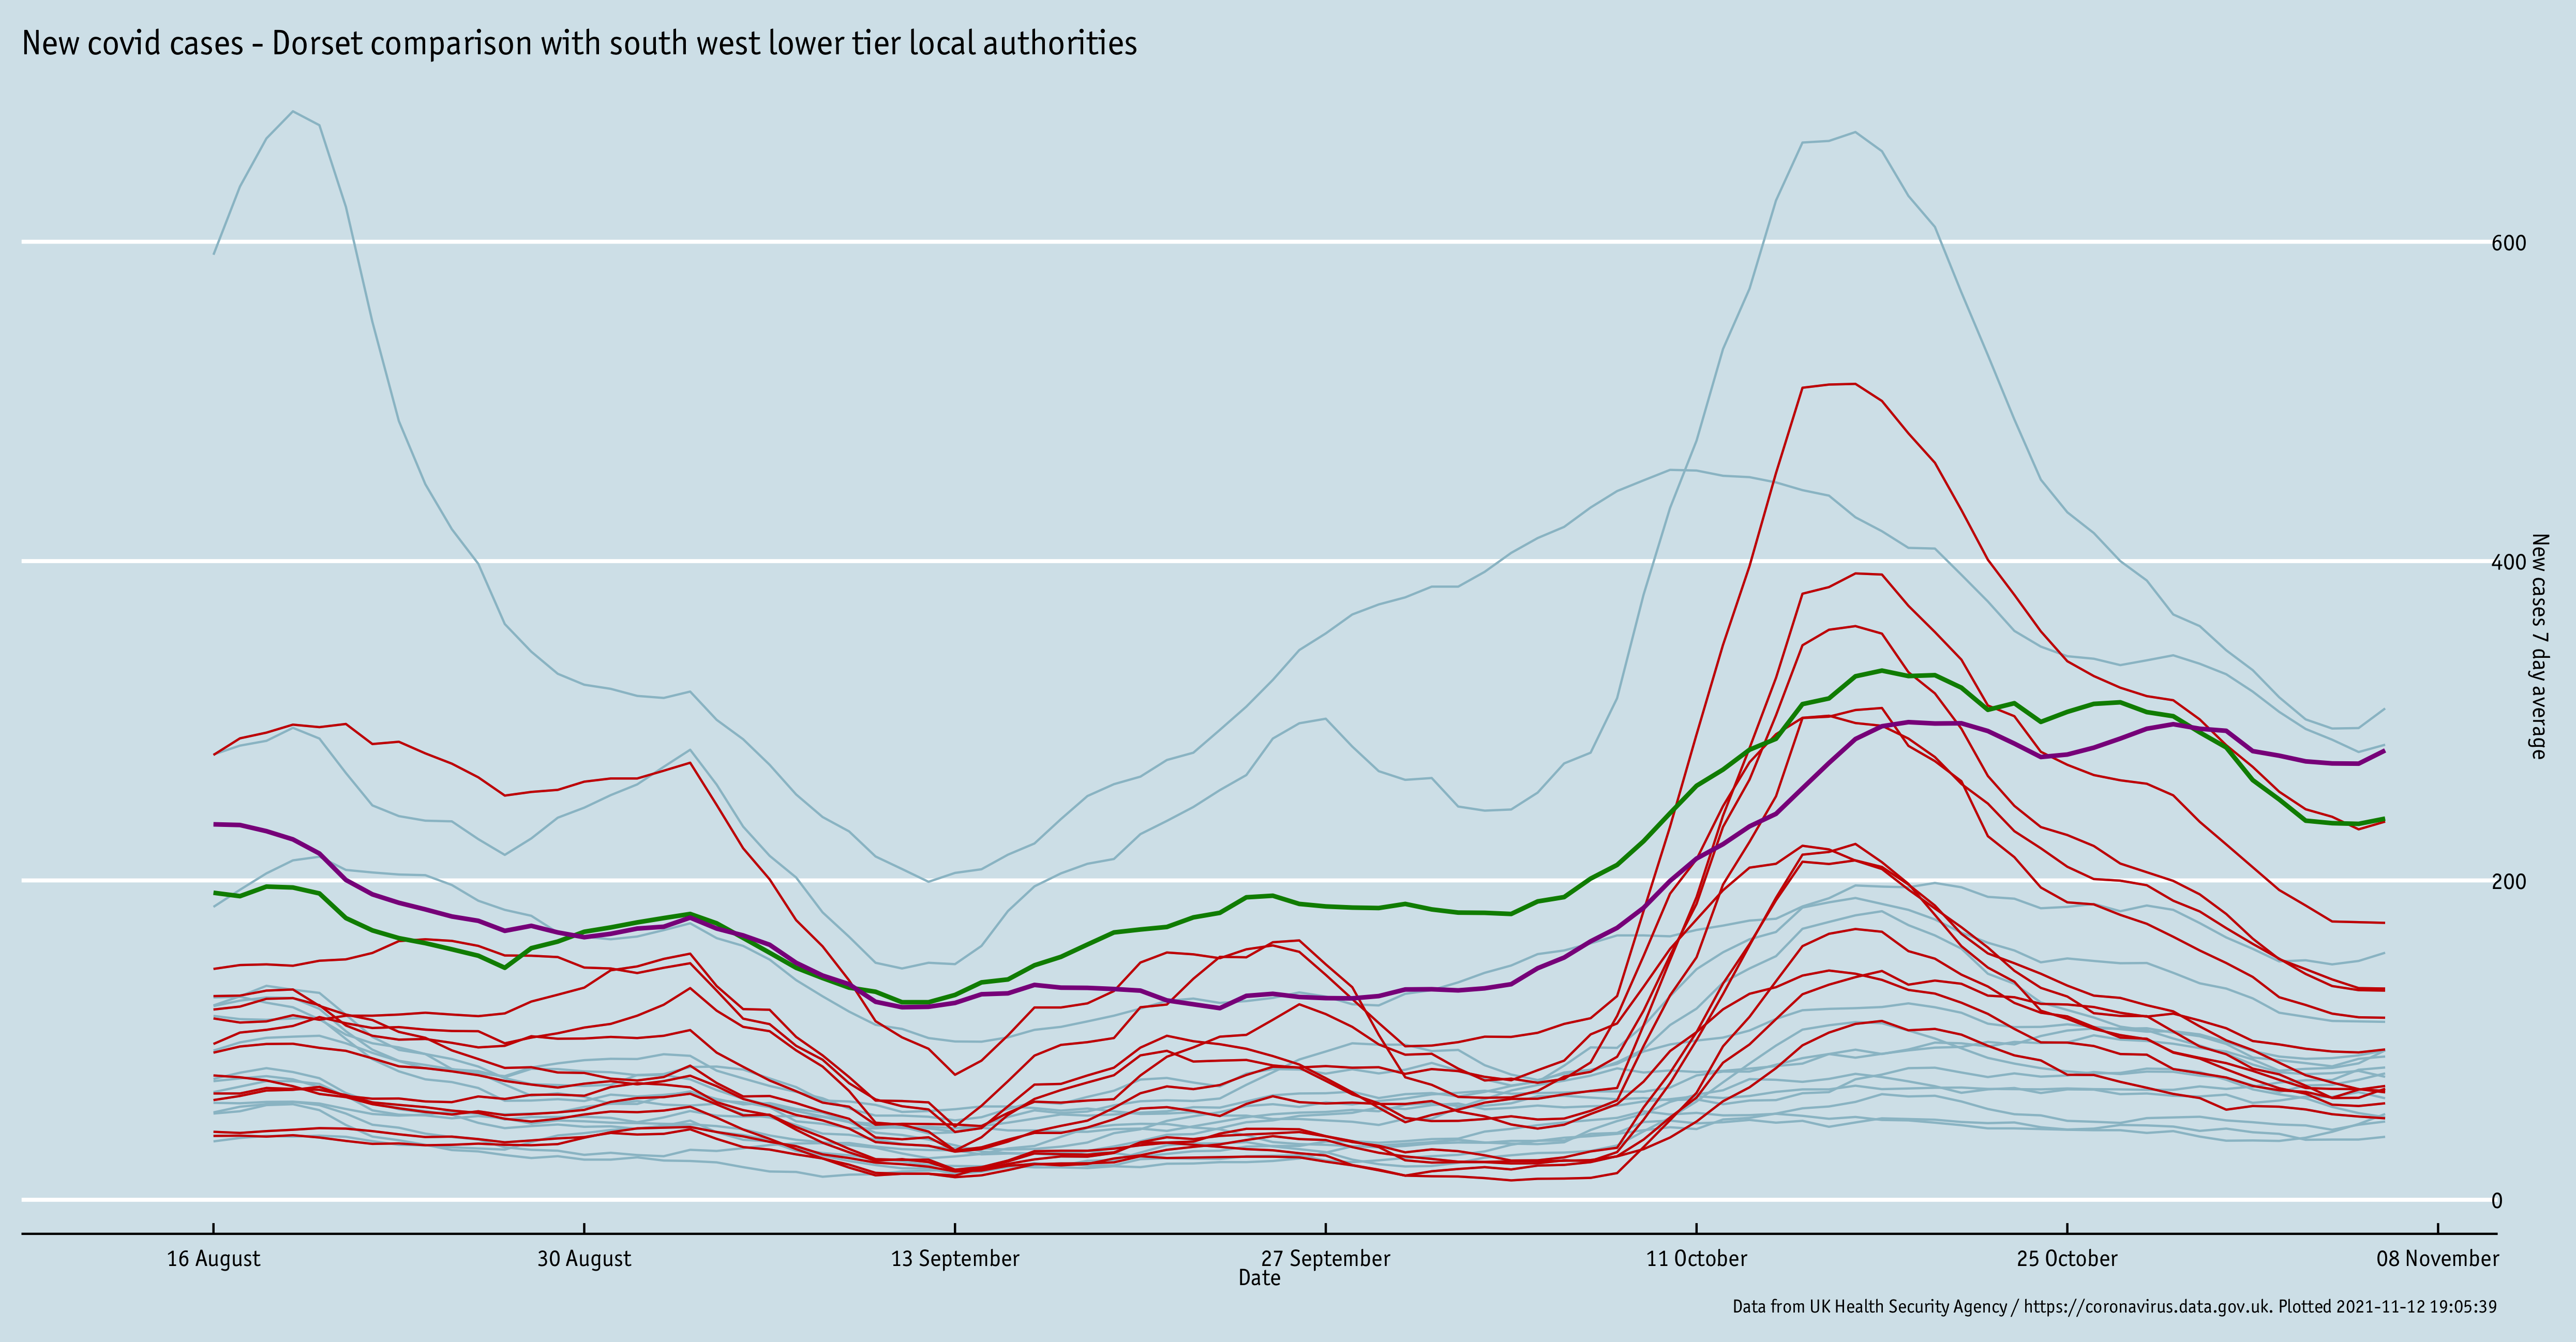 New covid cases - Dorset comparison with south west lower tier local authorities
600
400
200
0
New cases 7 day average
16 August
30 August
13 September
27 September
11 October
25 October
08 November
Date
Data from UK Health Security Agency / https://coronavirus.data.gov.uk. Plotted 2021-11-12 19:05:39